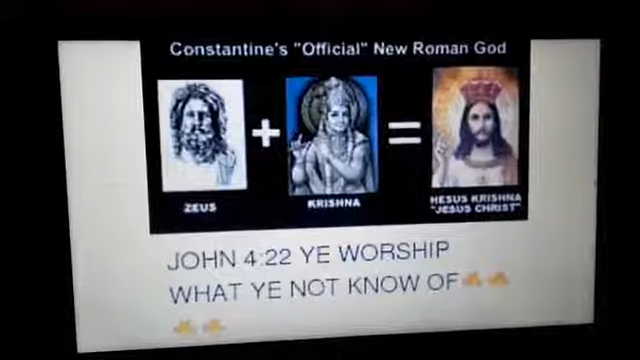 Constantine's "Official" New Roman God
ZEUS
KRISHNA
HESUS KRISHNA
"JESUS CHRIST"
JOHN 4:22 YE WORSHIP
WHAT YE NOT KNOW OF